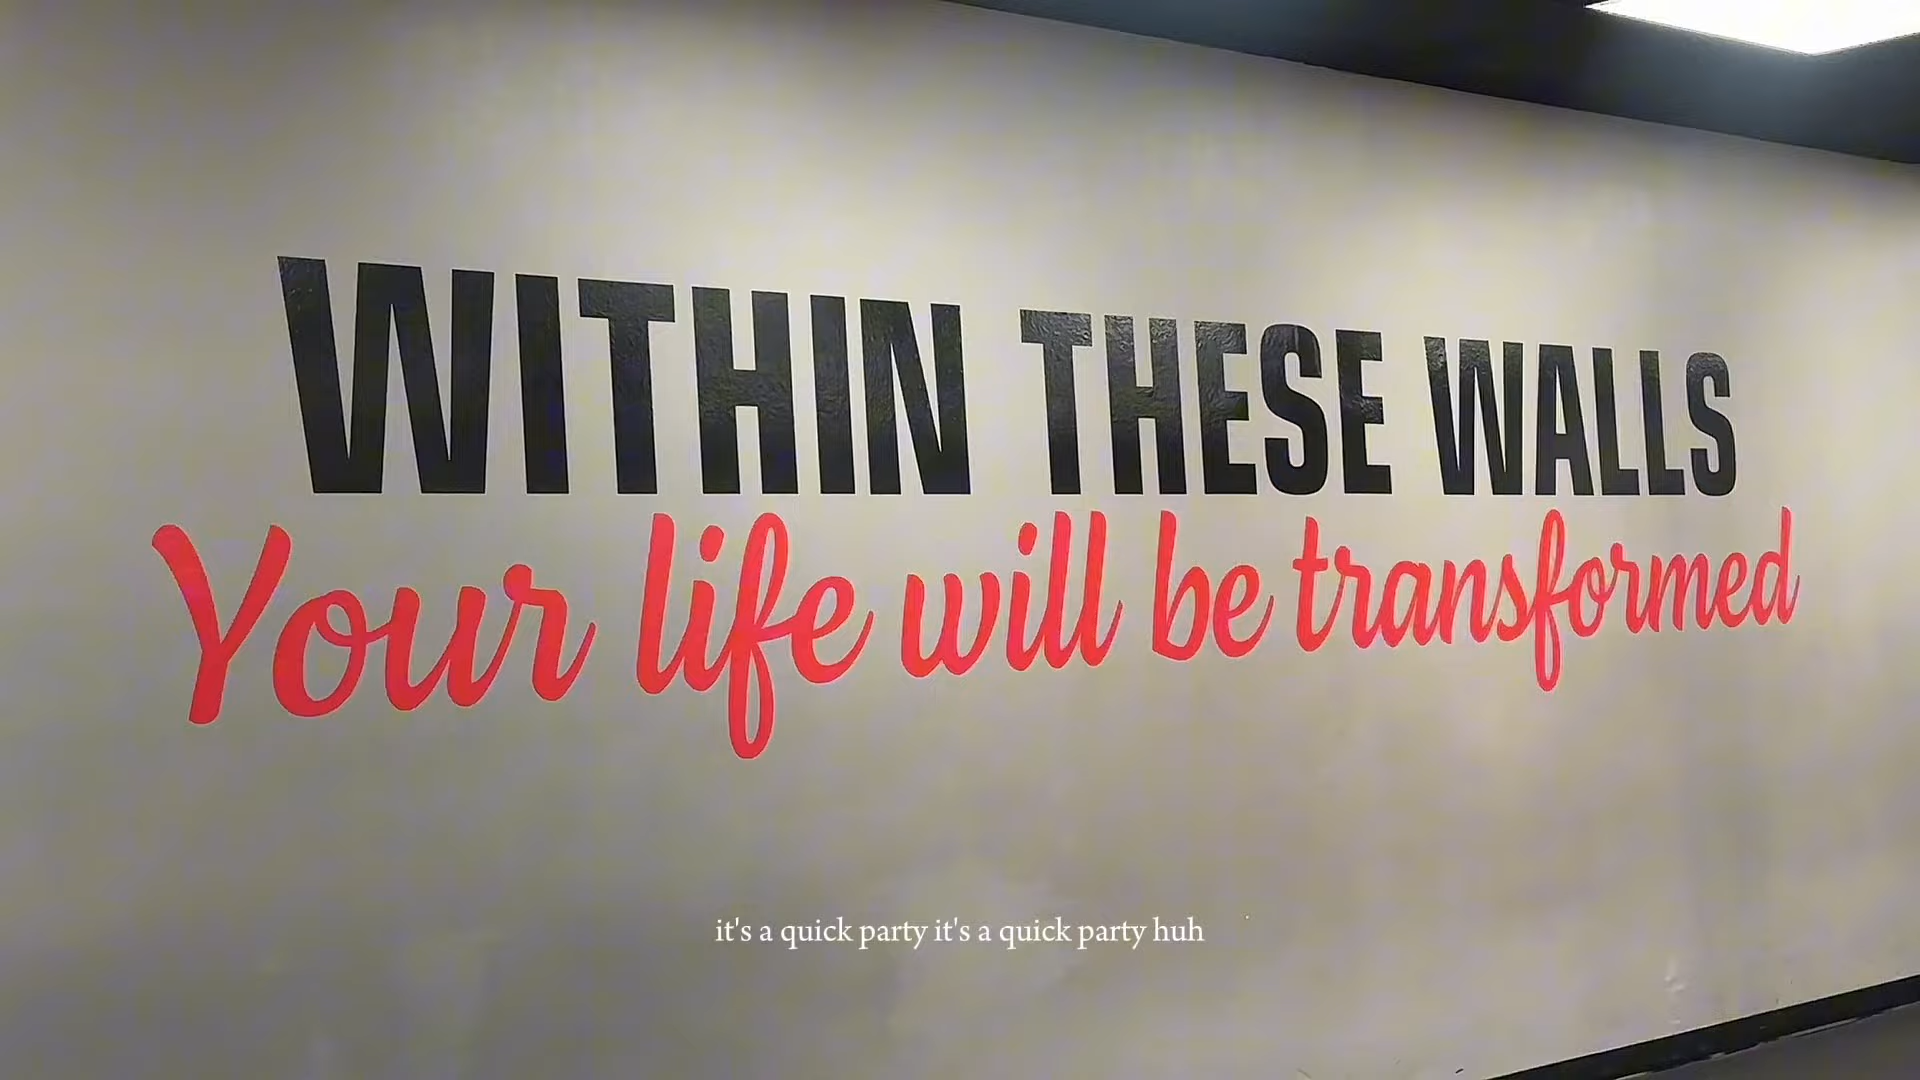 WITHIN THESE WALLS
Your life will be transformed
it's a quick party it's a quick party huh